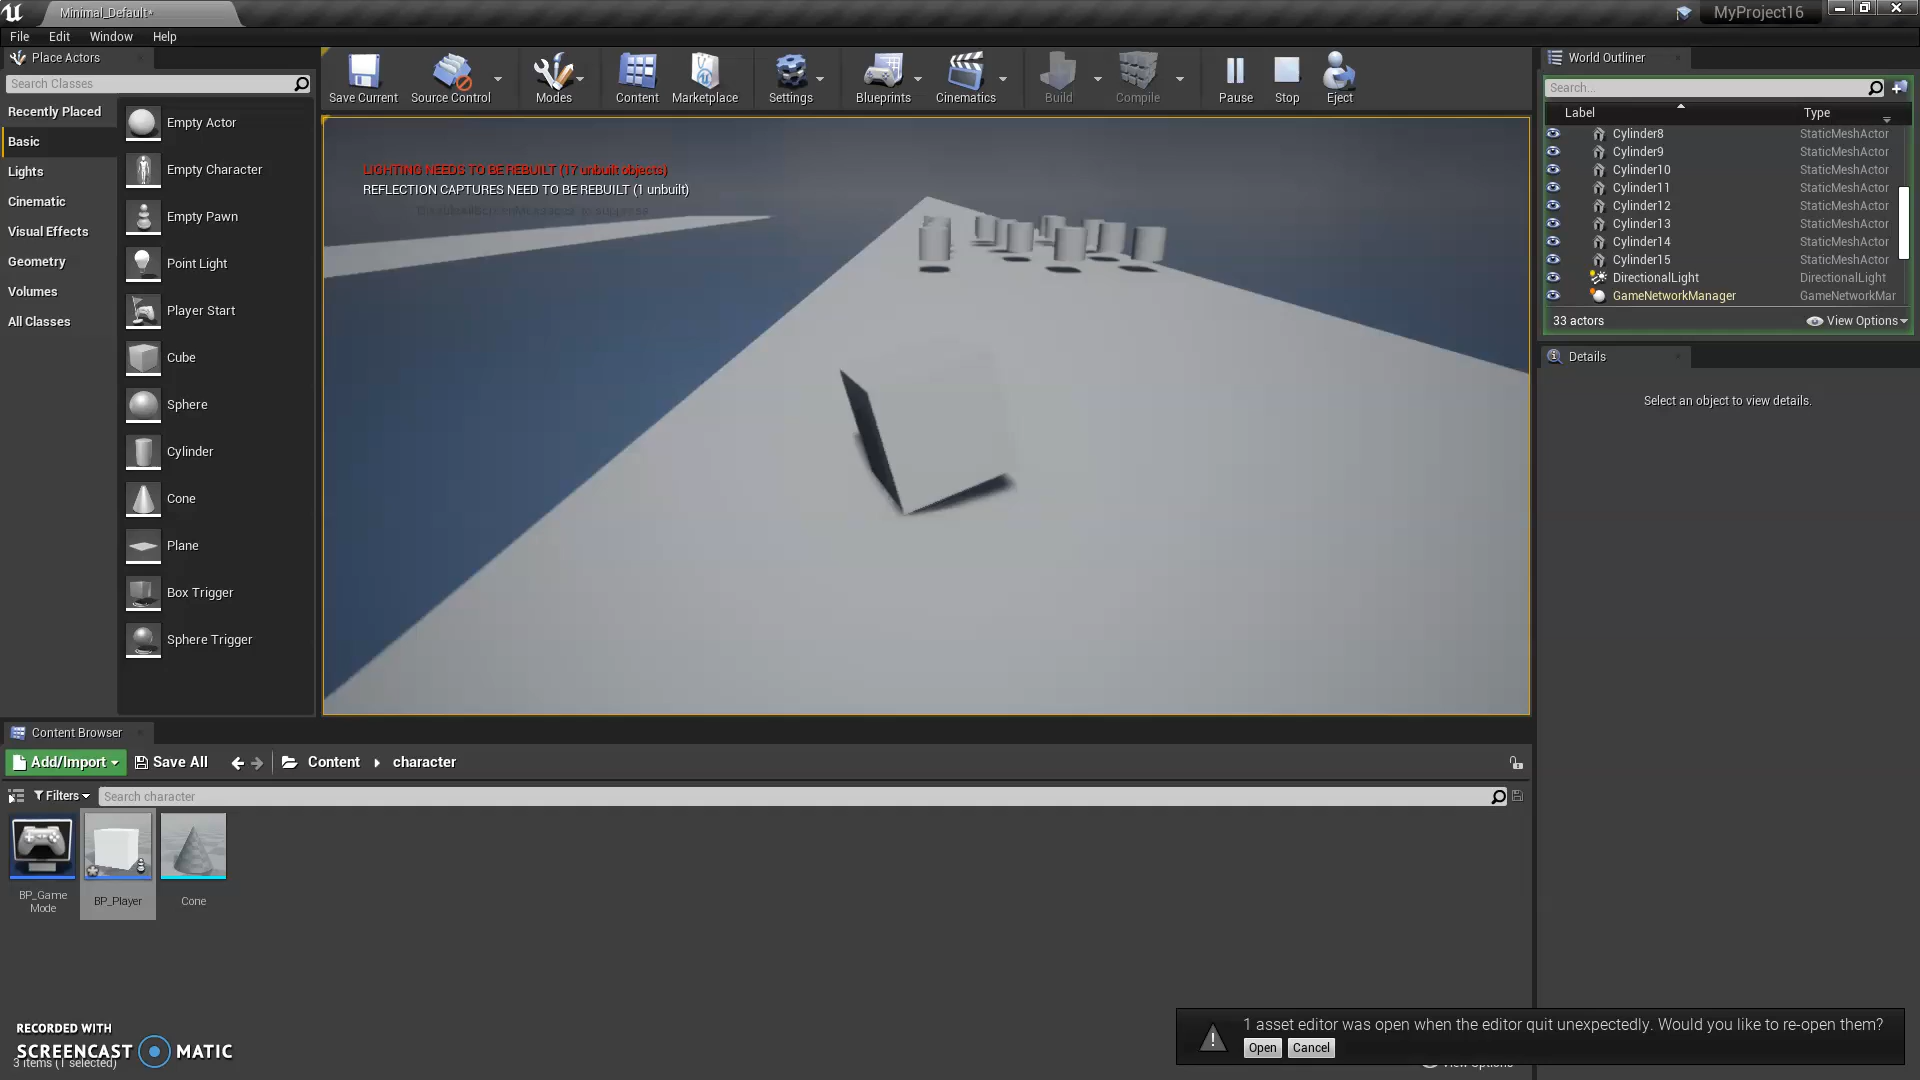 Minimal_Default*
MyProject16
File Edit Window Help
Place Actors
Search Classes
Recently Placed
Basic
Lights
Cinematic
Visual Effects
Geometry
Volumes
All Classes
Empty Actor
Empty Character
Empty Pawn
Point Light
Player Start
Cube
Sphere
Cylinder
Cone
Plane
Box Trigger
Sphere Trigger
Save Current
Source Control
Modes
Content
Marketplace
Settings
Blueprints
Cinematics
Build
Compile
Pause
Stop
Eject
LIGHTING NEEDS TO BE REBUILT (17 unbuilt objects)
REFLECTION CAPTURES NEED TO BE REBUILT (1 unbuilt)
'DisableAllScreenMessages' to suppress
World Outliner
Search...
Label Type
Cylinder8 StaticMeshActor
Cylinder9 StaticMeshActor
Cylinder10 StaticMeshActor
Cylinder11 StaticMeshActor
Cylinder12 StaticMeshActor
Cylinder13 StaticMeshActor
Cylinder14 StaticMeshActor
Cylinder15 StaticMeshActor
DirectionalLight DirectionalLight
GameNetworkManager GameNetworkMar
33 actors
View Options
Details
Select an object to view details.
Content Browser
Add/Import
Save All
Content
character
Filters
Search character
BP_Game
Mode
BP_Player
Cone
RECORDED WITH
SCREENCAST MATIC
3 items (1 selected)
1 asset editor was open when the editor quit unexpectedly. Would you like to re-open them?
Open
Cancel
View Options